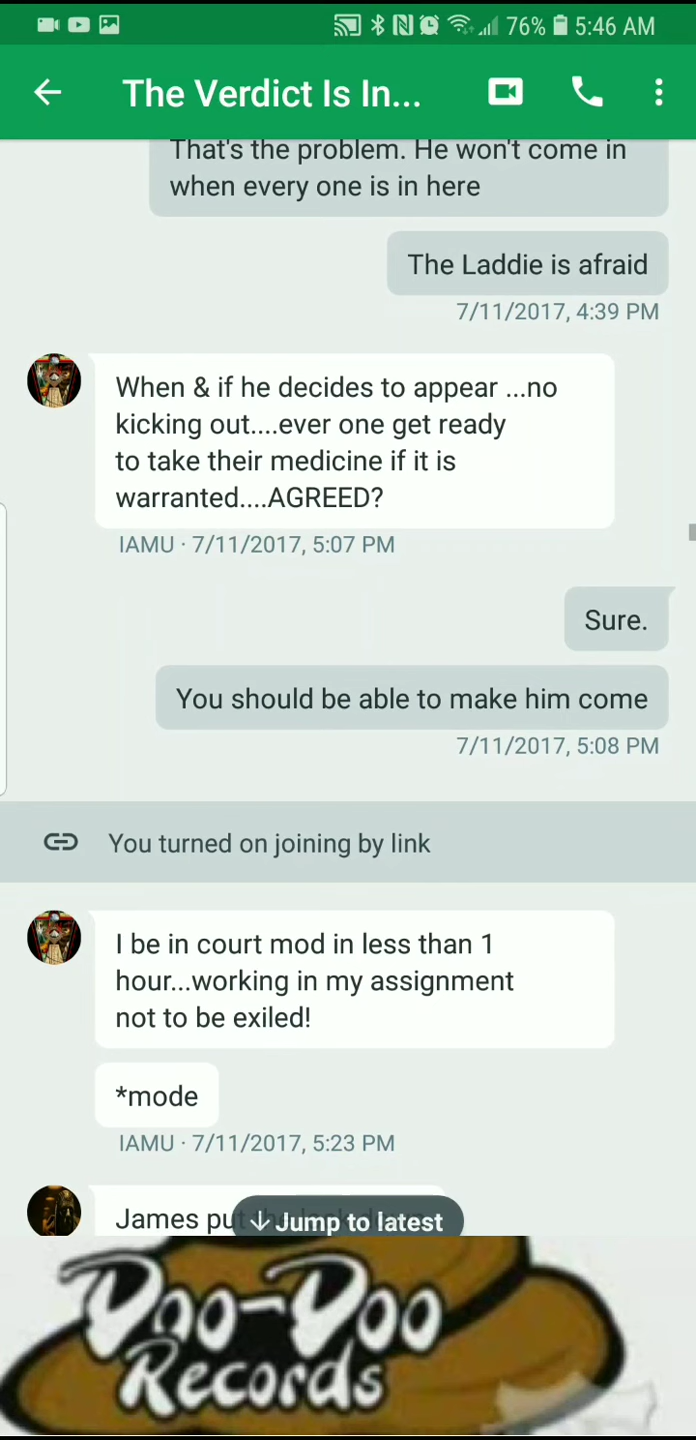 76% 5:46 AM
The Verdict Is In...
That's the problem. He won't come in
when every one is in here
The Laddie is afraid
7/11/2017, 4:39 PM
When & if he decides to appear ...no
kicking out....ever one get ready
to take their medicine if it is
warranted....AGREED?
IAMU · 7/11/2017, 5:07 PM
Sure.
You should be able to make him come
7/11/2017, 5:08 PM
You turned on joining by link
I be in court mod in less than 1
hour...working in my assignment
not to be exiled!
*mode
IAMU · 7/11/2017, 5:23 PM
James put
↓ Jump to latest
Doo-Doo
Records